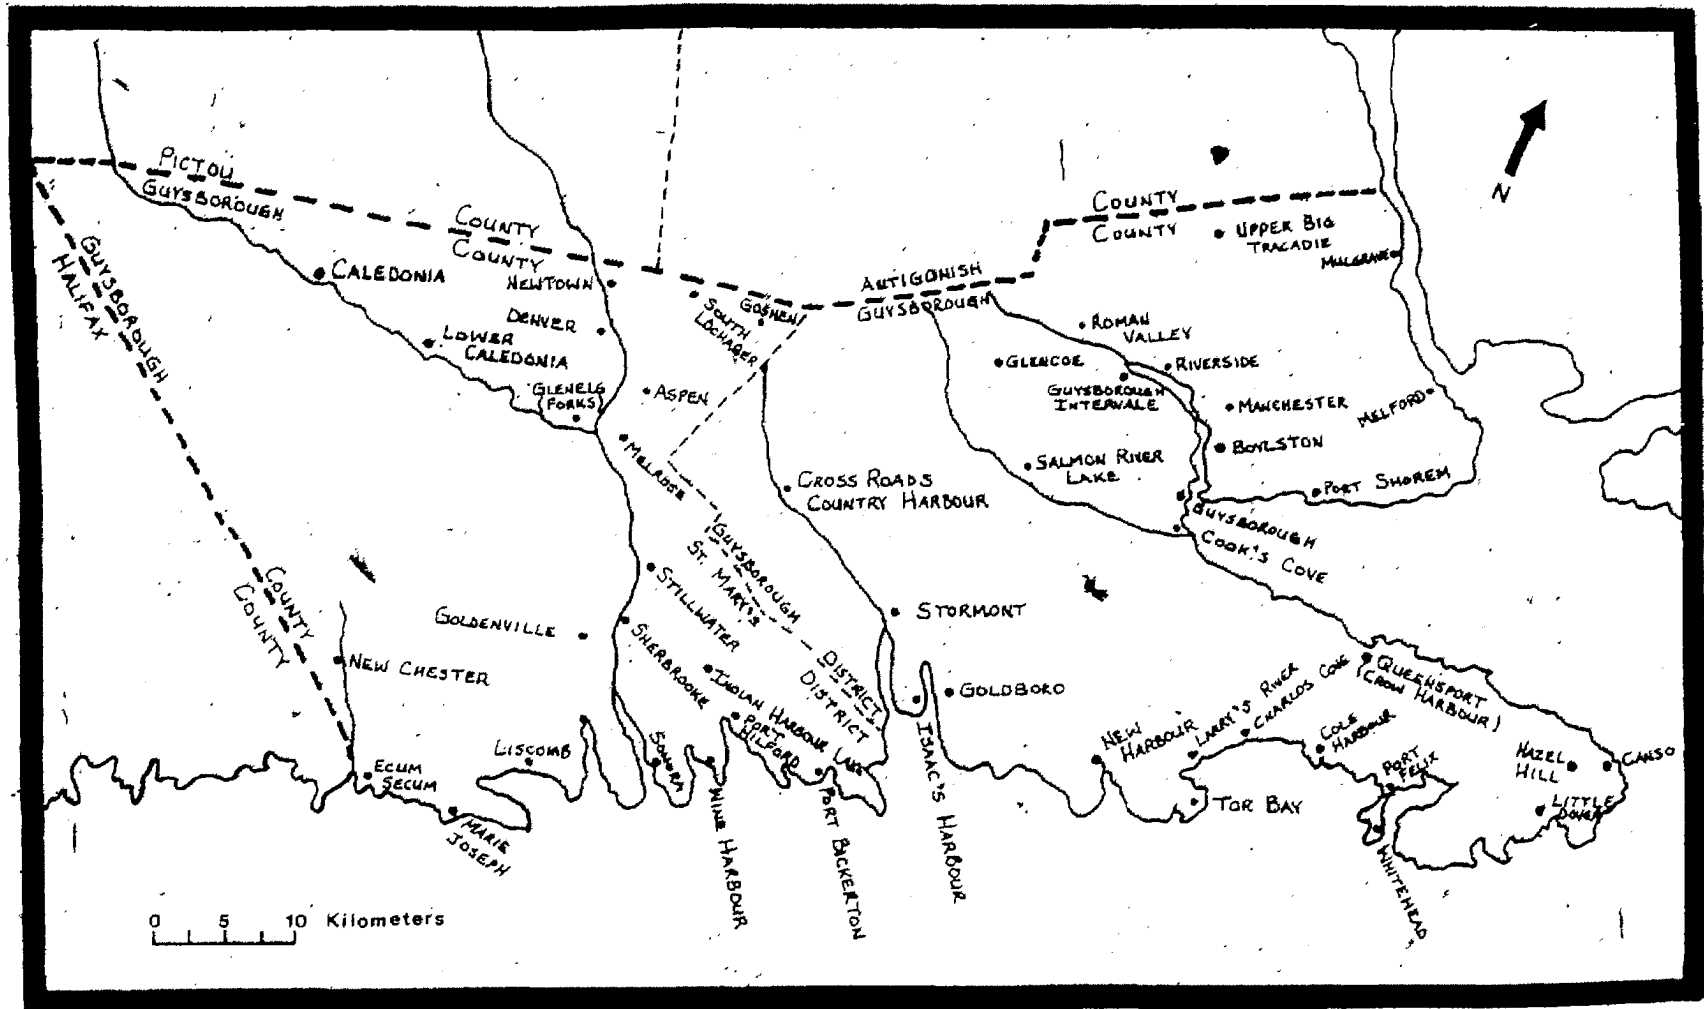 PICTOU
GUYSBOROUGH
COUNTY
COUNTY
ANTIGONISH
GUYSBOROUGH
COUNTY
COUNTY
N
GUYSBOROUGH
HALIFAX
COUNTY
COUNTY
CALEDONIA
LOWER
CALEDONIA
NEWTOWN
DENVER
GLENELG
FORKS
ASPEN
MELROSE
SOUTH
LOCHABER
GOSHEN
UPPER BIG
TRACADIE
MULGRAVE
ROMAN
VALLEY
GLENCOE
RIVERSIDE
GUYSBOROUGH
INTERVALE
MANCHESTER
MELFORD
BOYLSTON
SALMON RIVER
LAKE
PORT SHOREM
CROSS ROADS
COUNTRY HARBOUR
GUYSBOROUGH
COOK'S COVE
GUYSBOROUGH
ST. MARY'S
DISTRICT
DISTRICT
STILLWATER
GOLDENVILLE
SHERBROOKE
STORMONT
NEW CHESTER
INDIAN HARBOUR LAKE
PORT
HILFORD
GOLDBORO
QUEENSPORT
(CROW HARBOUR)
NEW
HARBOUR
LARRY'S RIVER
CHARLOS COVE
COLE
HARBOUR
PORT
FELIX
HAZEL
HILL
CANSO
LITTLE
DOVER
TOR BAY
WHITEHEAD
LISCOMB
SONORA
ECUM
SECUM
MARIE
JOSEPH
WINE HARBOUR
PORT BICKERTON
ISAAC'S HARBOUR
0 5 10 Kilometers